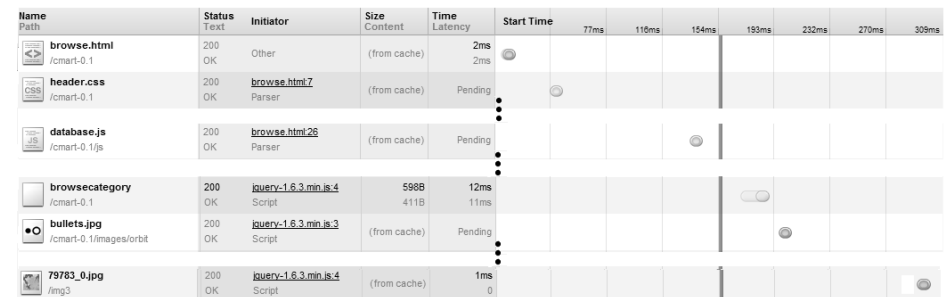 Name Status Initiator Size Time Start Time
Path Text Content Latency 77ms 116ms 154ms 193ms 232ms 270ms 309ms
browse.html 200 Other (from cache) 2ms
/cmart-0.1 OK 2ms
header.css 200 browse.html:7 (from cache) Pending
/cmart-0.1 OK Parser
database.js 200 browse.html:26 (from cache) Pending
/cmart-0.1/js OK Parser
browsecategory 200 jquery-1.6.3.min.js:4 598B 12ms
/cmart-0.1 OK Script 411B 11ms
bullets.jpg 200 jquery-1.6.3.min.js:3 (from cache) Pending
/cmart-0.1/images/orbit OK Script
79783_0.jpg 200 jquery-1.6.3.min.js:4 (from cache) 1ms
/img3 OK Script 0